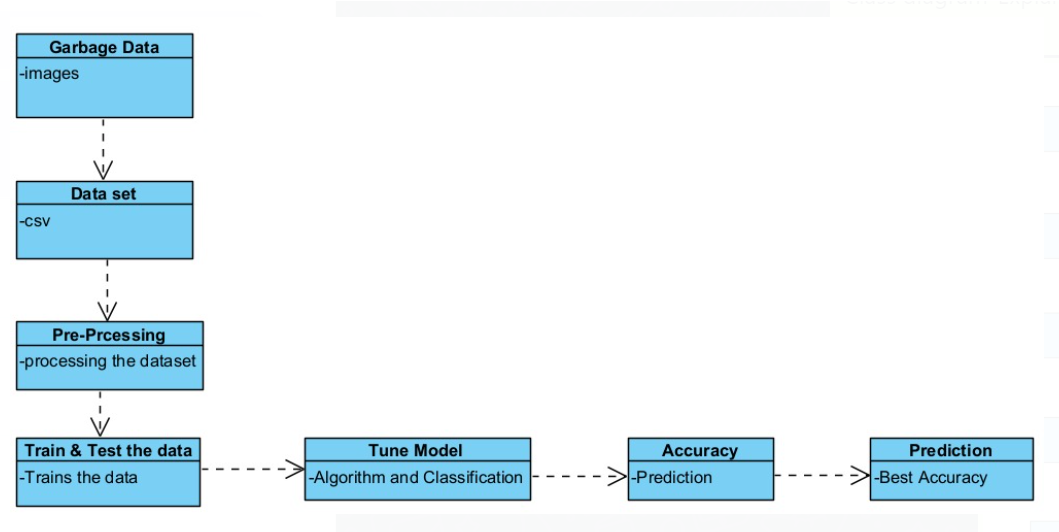 Garbage Data
-images
Data set
-csv
Pre-Prcessing
-processing the dataset
Train & Test the data
-Trains the data
Tune Model
-Algorithm and Classification
Accuracy
-Prediction
Prediction
-Best Accuracy